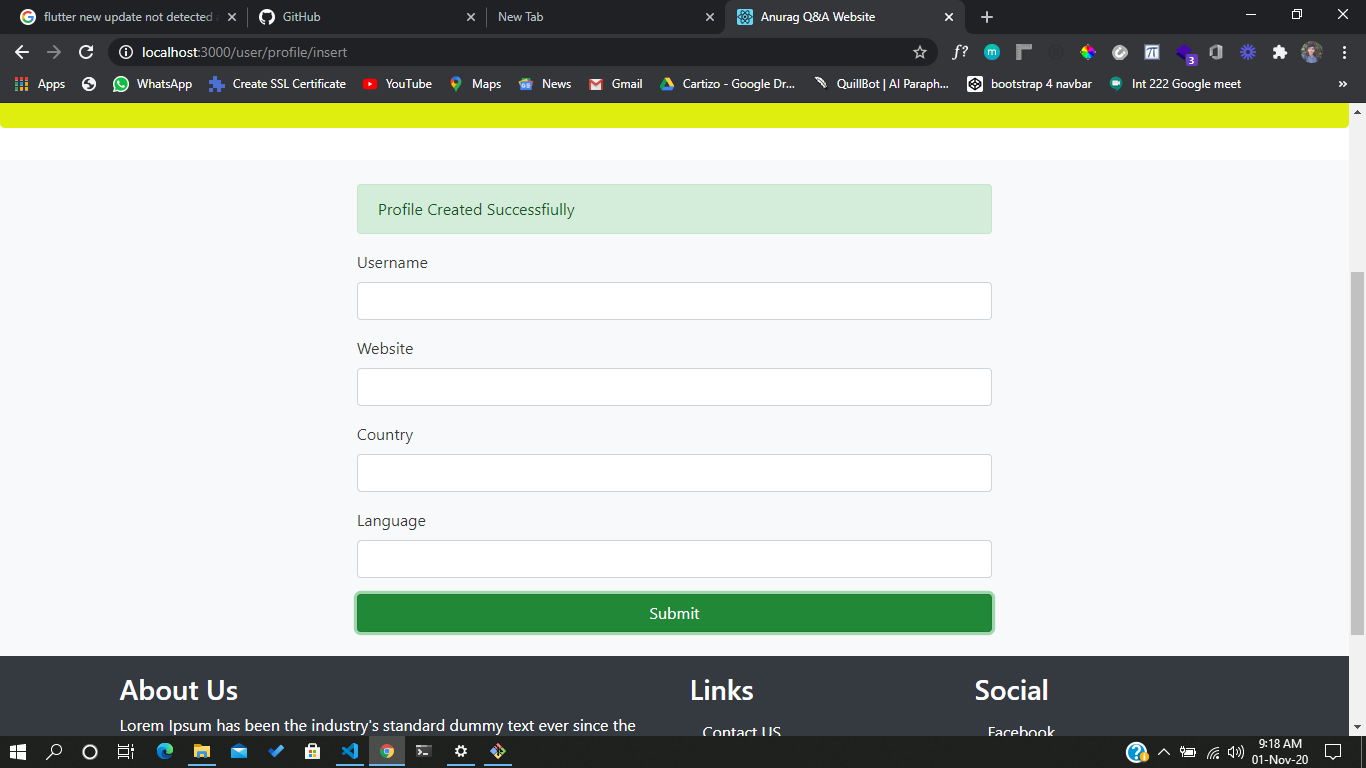 flutter new update not detected
GitHub
New Tab
Anurag Q&A Website
localhost:3000/user/profile/insert
f?
m
3
Apps
WhatsApp
Create SSL Certificate
YouTube
Maps
News
Gmail
Cartizo - Google Dr...
QuillBot | AI Paraph...
bootstrap 4 navbar
Int 222 Google meet
»
Profile Created Successfiully
Username
Website
Country
Language
Submit
About Us
Links
Social
Lorem Ipsum has been the industry's standard dummy text ever since the
Contact US
Facebook
9:18 AM
01-Nov-20